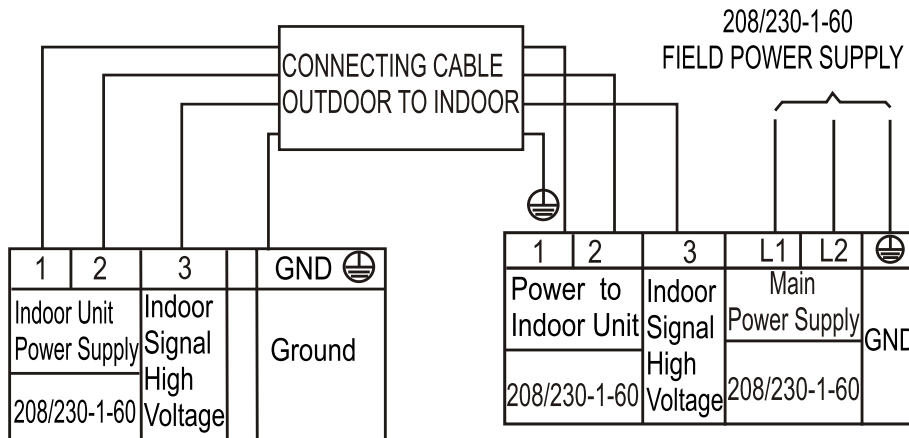 208/230-1-60
FIELD POWER SUPPLY
CONNECTING CABLE
OUTDOOR TO INDOOR
1 2 3 GND
Indoor Unit
Power Supply
208/230-1-60
Indoor
Signal
High
Voltage
Ground
1 2 3 L1 L2
Power to
Indoor Unit
208/230-1-60
Indoor
Signal
High
Voltage
Main
Power Supply
208/230-1-60
GND